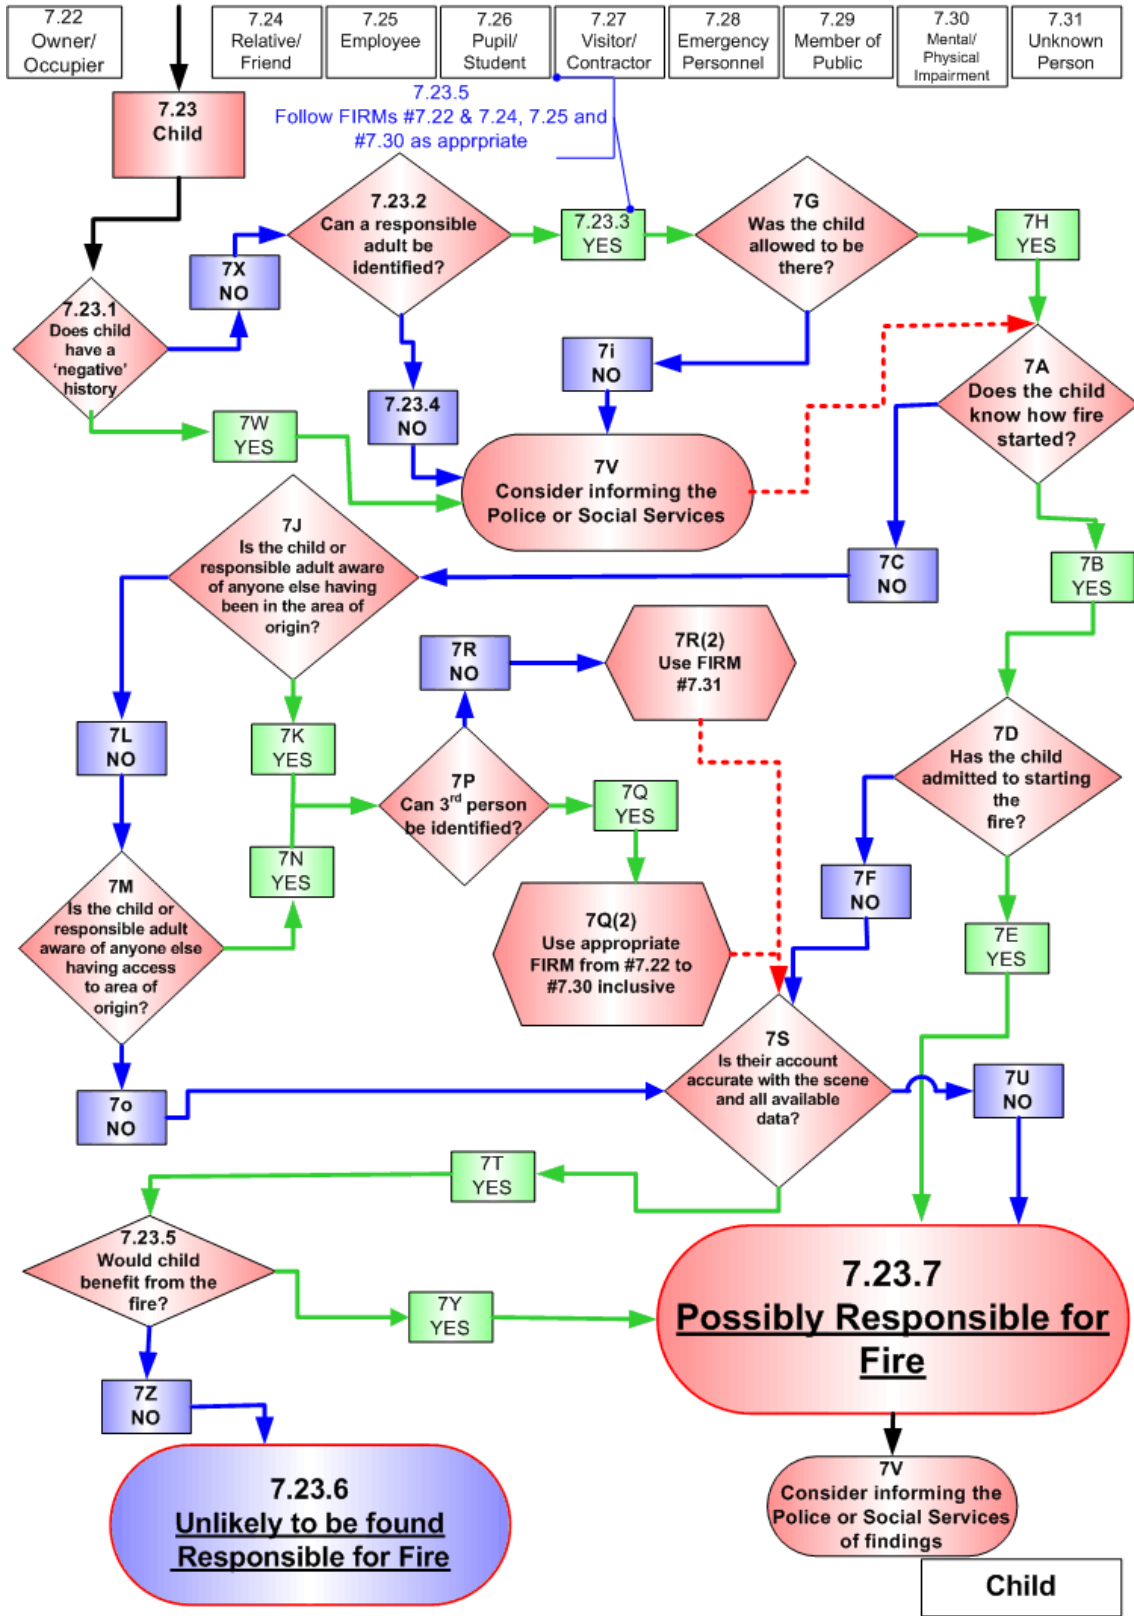 7.22
Owner/
Occupier
7.24
Relative/
Friend
7.25
Employee
7.26
Pupil/
Student
7.27
Visitor/
Contractor
7.28
Emergency
Personnel
7.29
Member of
Public
7.30
Mental/
Physical
Impairment
7.31
Unknown
Person
7.23.5
Follow FIRMs #7.22 & 7.24, 7.25 and
#7.30 as apprpriate
7.23
Child
7.23.2
Can a responsible
adult be
identified?
7.23.3
YES
7G
Was the child
allowed to be
there?
7H
YES
7X
NO
7.23.1
Does child
have a
‘negative’
history
7i
NO
7A
Does the child
know how fire
started?
7.23.4
NO
7W
YES
7V
Consider informing the
Police or Social Services
7J
Is the child or
responsible adult aware
of anyone else having
been in the area of
origin?
7C
NO
7B
YES
7R
NO
7R(2)
Use FIRM
#7.31
7L
NO
7K
YES
7D
Has the child
admitted to starting
the
fire?
7P
Can 3rd person
be identified?
7Q
YES
7N
YES
7F
NO
7M
Is the child or
responsible adult
aware of anyone else
having access
to area of
origin?
7Q(2)
Use appropriate
FIRM from #7.22 to
#7.30 inclusive
7E
YES
7S
Is their account
accurate with the scene
and all available
data?
7U
NO
7o
NO
7T
YES
7.23.5
Would child
benefit from the
fire?
7Y
YES
7.23.7
Possibly Responsible for
Fire
7Z
NO
7.23.6
Unlikely to be found
Responsible for Fire
7V
Consider informing the
Police or Social Services
of findings
Child